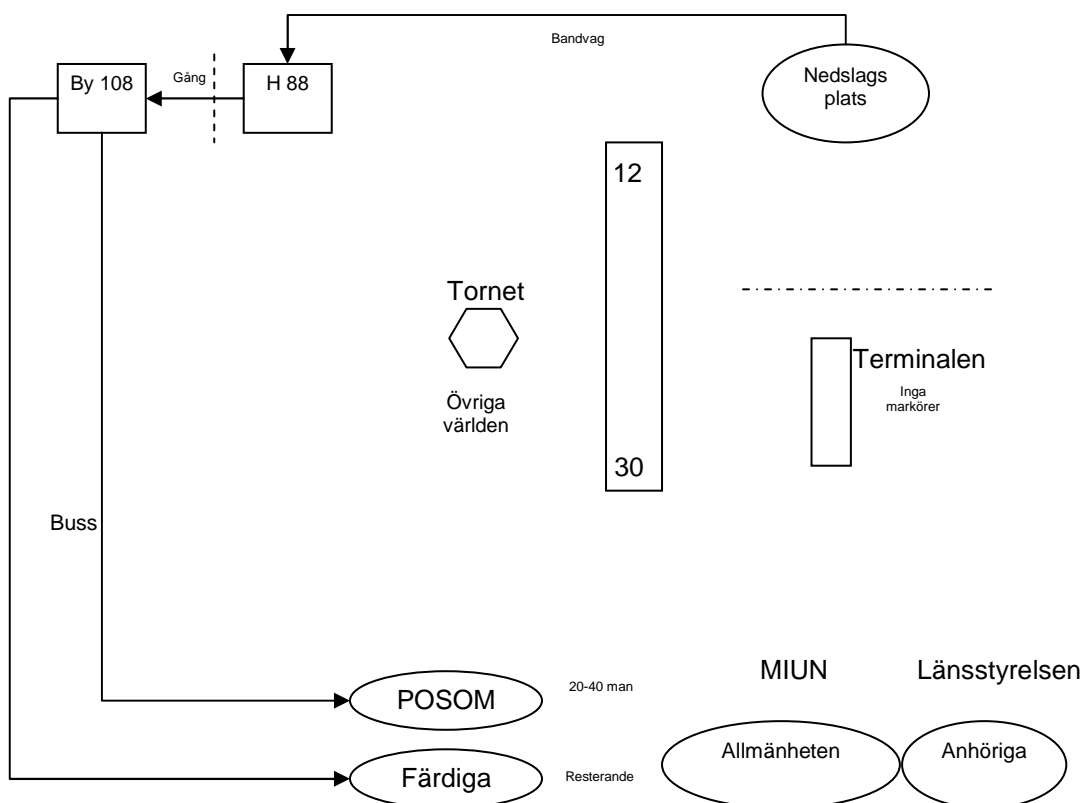 Bandvagn
By 108
Gång
H 88
Nedslags
plats
12
Tornet
Terminalen
Inga
markörer
Övriga
världen
30
Buss
MIUN
Länsstyrelsen
POSOM
20-40 man
Allmänheten
Anhöriga
Färdiga
Resterande